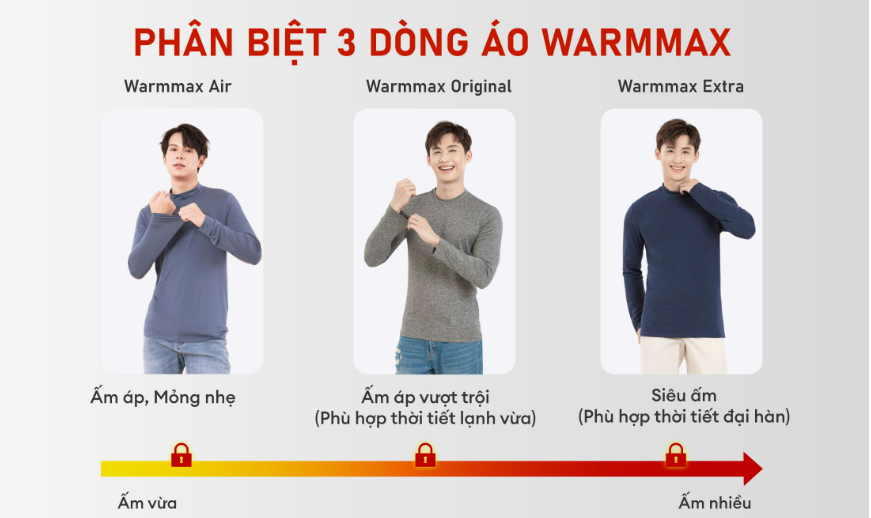 PHÂN BIỆT 3 DÒNG ÁO WARMMAX
Warmmax Air
Warmmax Original
Warmmax Extra
Ấm áp, Mỏng nhẹ
Ấm áp vượt trội
(Phù hợp thời tiết lạnh vừa)
Siêu ấm
(Phù hợp thời tiết đại hàn)
Ấm vừa
Ấm nhiều